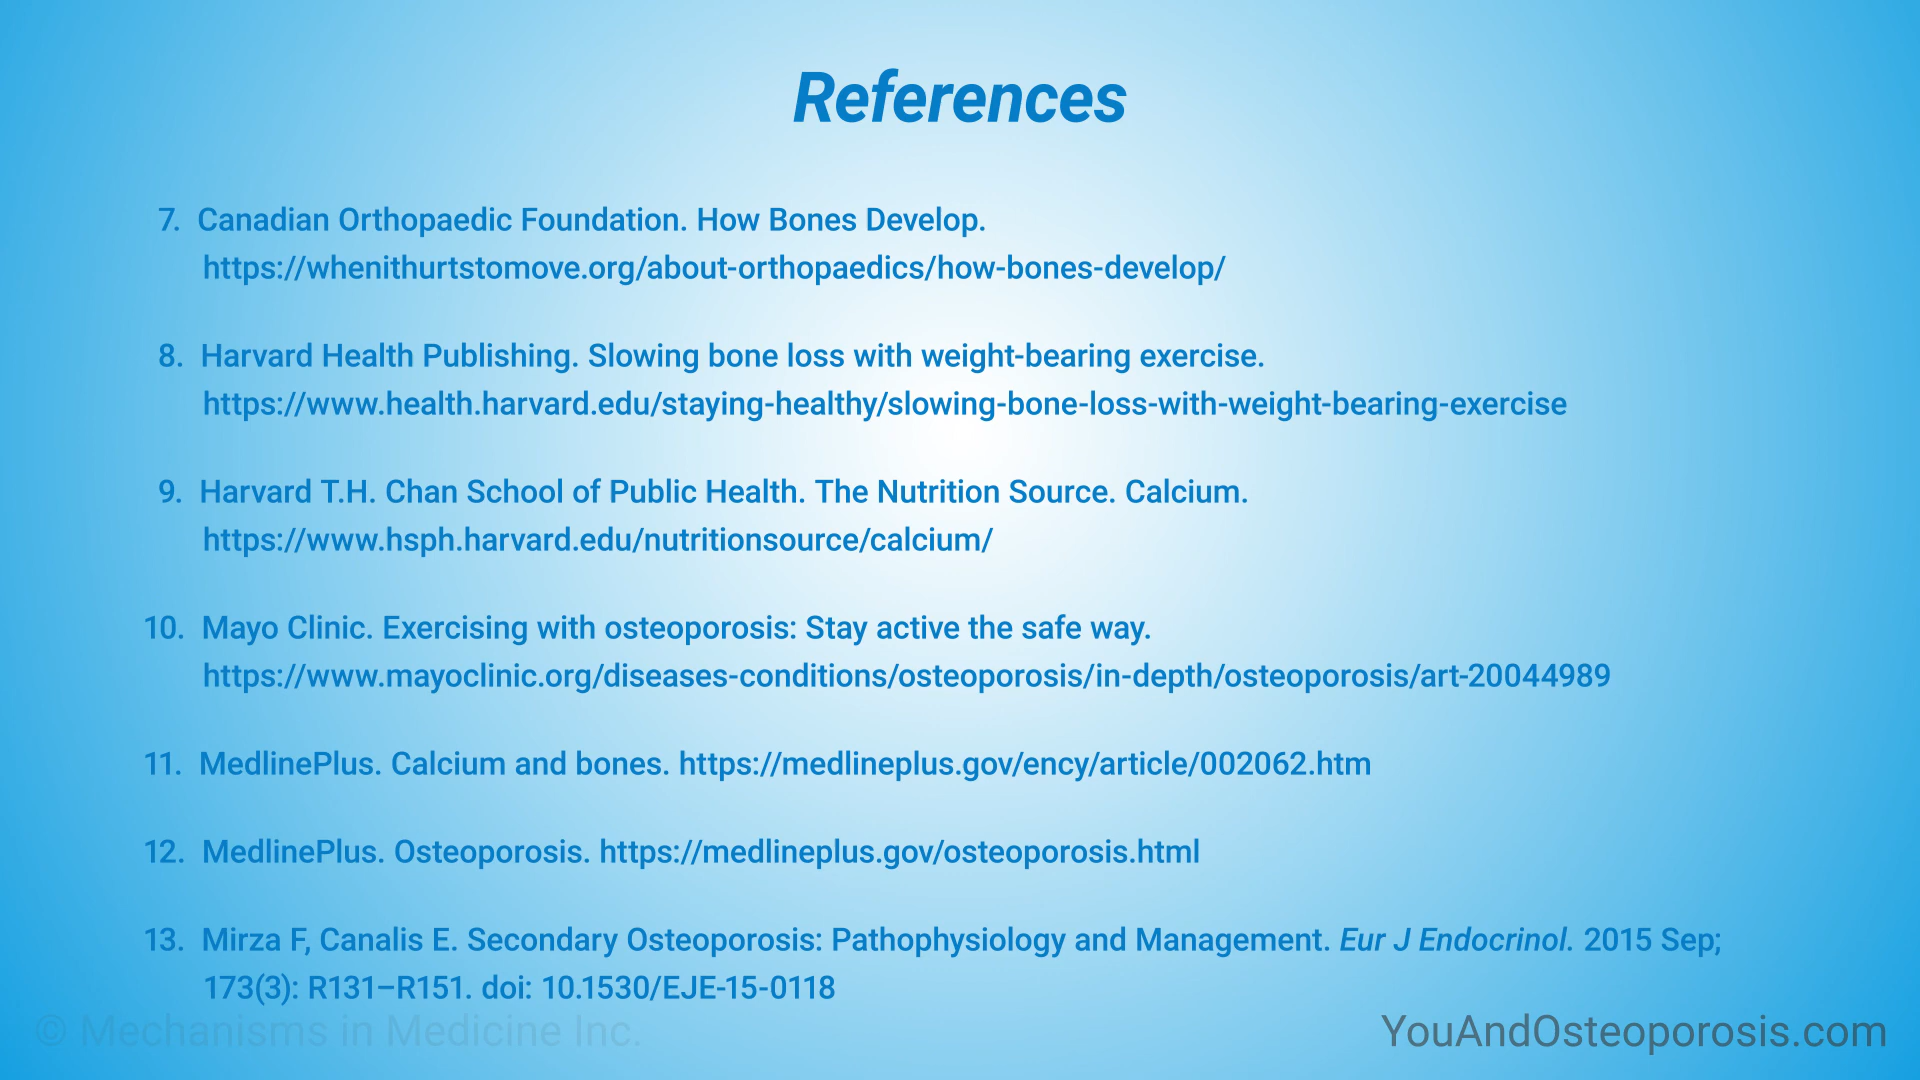 References
7. Canadian Orthopaedic Foundation. How Bones Develop.
https://whenithurtstomove.org/about-orthopaedics/how-bones-develop/
8. Harvard Health Publishing. Slowing bone loss with weight-bearing exercise.
https://www.health.harvard.edu/staying-healthy/slowing-bone-loss-with-weight-bearing-exercise
9. Harvard T.H. Chan School of Public Health. The Nutrition Source. Calcium.
https://www.hsph.harvard.edu/nutritionsource/calcium/
10. Mayo Clinic. Exercising with osteoporosis: Stay active the safe way.
https://www.mayoclinic.org/diseases-conditions/osteoporosis/in-depth/osteoporosis/art-20044989
11. MedlinePlus. Calcium and bones. https://medlineplus.gov/ency/article/002062.htm
12. MedlinePlus. Osteoporosis. https://medlineplus.gov/osteoporosis.html
13. Mirza F, Canalis E. Secondary Osteoporosis: Pathophysiology and Management. Eur J Endocrinol. 2015 Sep;
173(3): R131–R151. doi: 10.1530/EJE-15-0118
© Mechanisms in Medicine Inc.
YouAndOsteoporosis.com